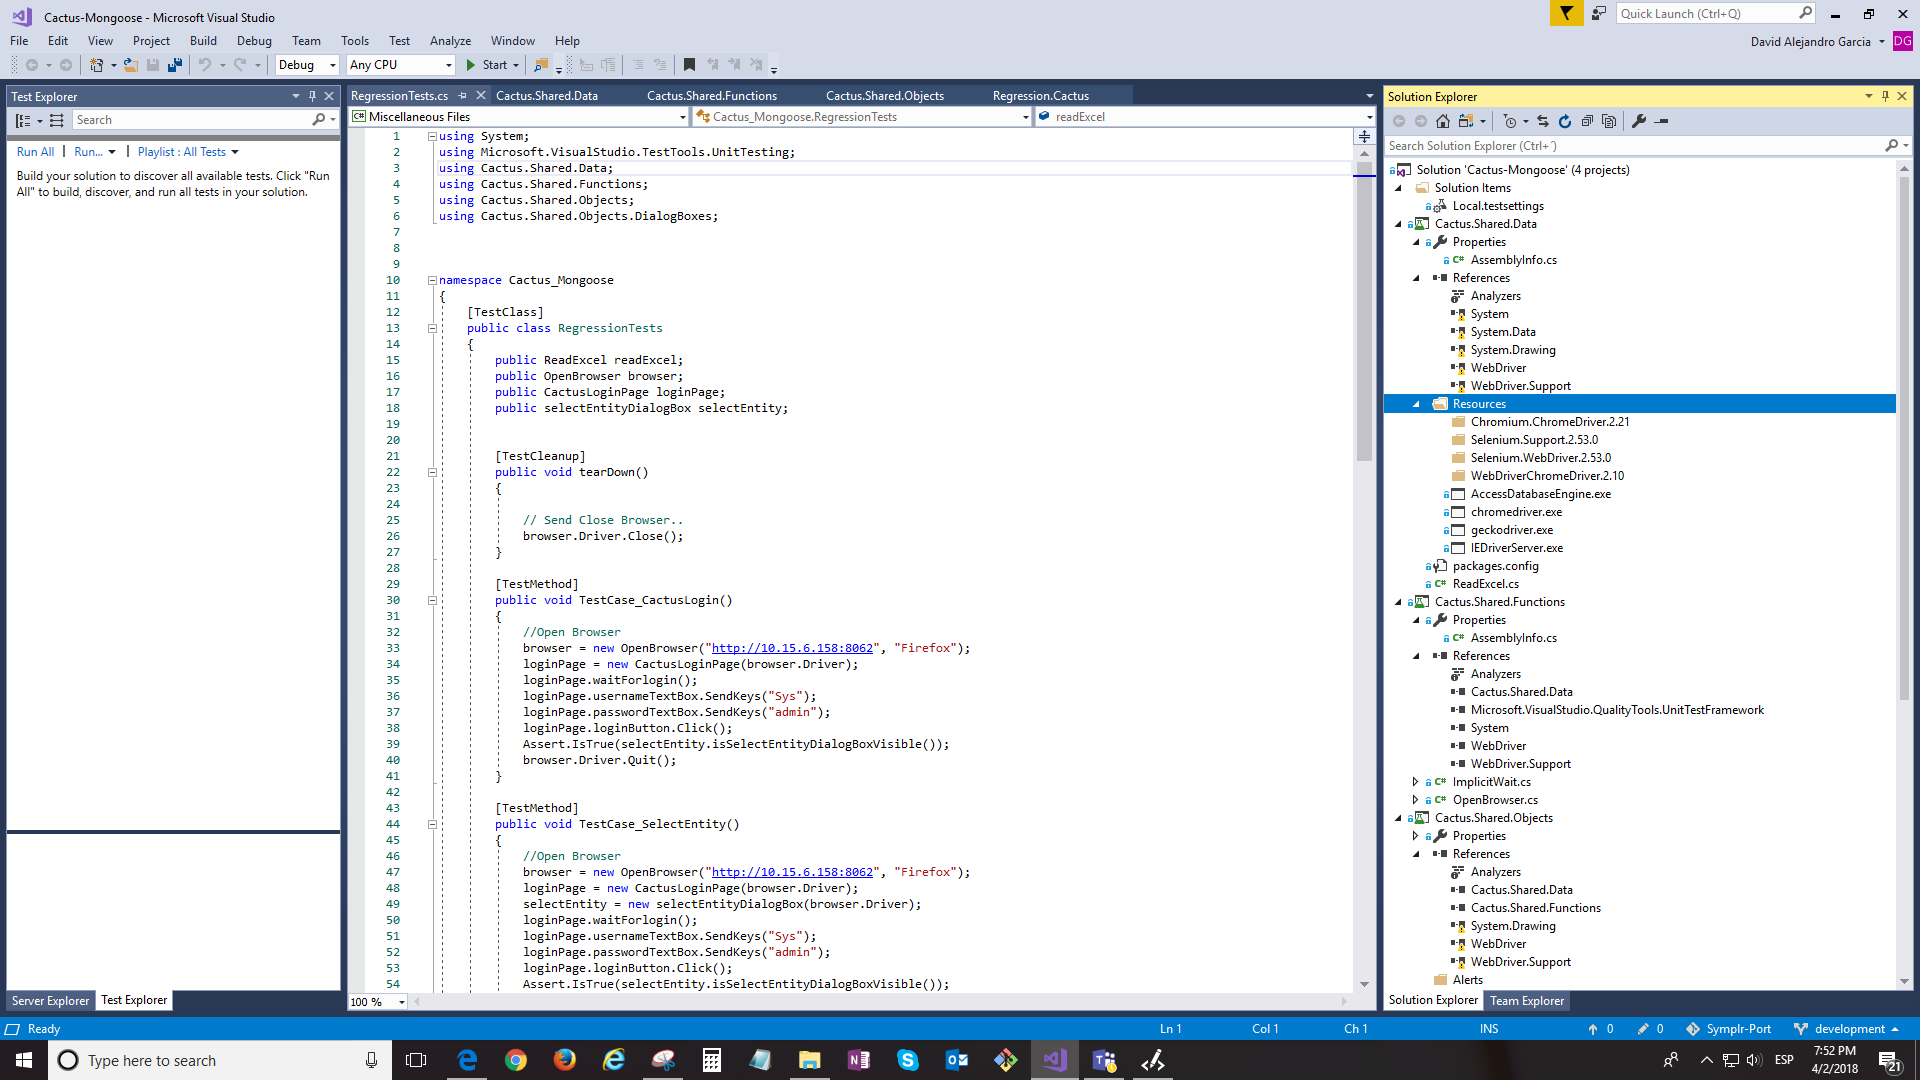 Cactus-Mongoose - Microsoft Visual Studio
Quick Launch (Ctrl+Q)
File Edit View Project Build Debug Team Tools Test Analyze Window Help
David Alejandro Garcia
DG
Debug
Any CPU
Start
Test Explorer
Search
Run All | Run... | Playlist : All Tests
Build your solution to discover all available tests. Click "Run
All" to build, discover, and run all tests in your solution.
Server Explorer
Test Explorer
RegressionTests.cs
Cactus.Shared.Data
Cactus.Shared.Functions
Cactus.Shared.Objects
Regression.Cactus
C# Miscellaneous Files
Cactus_Mongoose.RegressionTests
readExcel
1 using System;
2 using Microsoft.VisualStudio.TestTools.UnitTesting;
3 using Cactus.Shared.Data;
4 using Cactus.Shared.Functions;
5 using Cactus.Shared.Objects;
6 using Cactus.Shared.Objects.DialogBoxes;
7
8
9
10 namespace Cactus_Mongoose
11 {
12 [TestClass]
13 public class RegressionTests
14 {
15 public ReadExcel readExcel;
16 public OpenBrowser browser;
17 public CactusLoginPage loginPage;
18 public selectEntityDialogBox selectEntity;
19
20
21 [TestCleanup]
22 public void tearDown()
23 {
24
25 // Send Close Browser..
26 browser.Driver.Close();
27 }
28
29 [TestMethod]
30 public void TestCase_CactusLogin()
31 {
32 //Open Browser
33 browser = new OpenBrowser("http://10.15.6.158:8062", "Firefox");
34 loginPage = new CactusLoginPage(browser.Driver);
35 loginPage.waitForlogin();
36 loginPage.usernameTextBox.SendKeys("Sys");
37 loginPage.passwordTextBox.SendKeys("admin");
38 loginPage.loginButton.Click();
39 Assert.IsTrue(selectEntity.isSelectEntityDialogBoxVisible());
40 browser.Driver.Quit();
41 }
42
43 [TestMethod]
44 public void TestCase_SelectEntity()
45 {
46 //Open Browser
47 browser = new OpenBrowser("http://10.15.6.158:8062", "Firefox");
48 loginPage = new CactusLoginPage(browser.Driver);
49 selectEntity = new selectEntityDialogBox(browser.Driver);
50 loginPage.waitForlogin();
51 loginPage.usernameTextBox.SendKeys("Sys");
52 loginPage.passwordTextBox.SendKeys("admin");
53 loginPage.loginButton.Click();
54 Assert.IsTrue(selectEntity.isSelectEntityDialogBoxVisible());
100 %
Solution Explorer
Search Solution Explorer (Ctrl+´)
Solution 'Cactus-Mongoose' (4 projects)
Solution Items
Local.testsettings
Cactus.Shared.Data
Properties
C# AssemblyInfo.cs
References
Analyzers
System
System.Data
System.Drawing
WebDriver
WebDriver.Support
Resources
Chromium.ChromeDriver.2.21
Selenium.Support.2.53.0
Selenium.WebDriver.2.53.0
WebDriverChromeDriver.2.10
AccessDatabaseEngine.exe
chromedriver.exe
geckodriver.exe
IEDriverServer.exe
packages.config
C# ReadExcel.cs
Cactus.Shared.Functions
Properties
C# AssemblyInfo.cs
References
Analyzers
Cactus.Shared.Data
Microsoft.VisualStudio.QualityTools.UnitTestFramework
System
WebDriver
WebDriver.Support
C# ImplicitWait.cs
C# OpenBrowser.cs
Cactus.Shared.Objects
Properties
References
Analyzers
Cactus.Shared.Data
Cactus.Shared.Functions
System.Drawing
WebDriver
WebDriver.Support
Alerts
Solution Explorer
Team Explorer
Ready
Ln 1
Col 1
Ch 1
INS
0
0
Symplr-Port
development
Type here to search
ESP
7:52 PM
4/2/2018
21